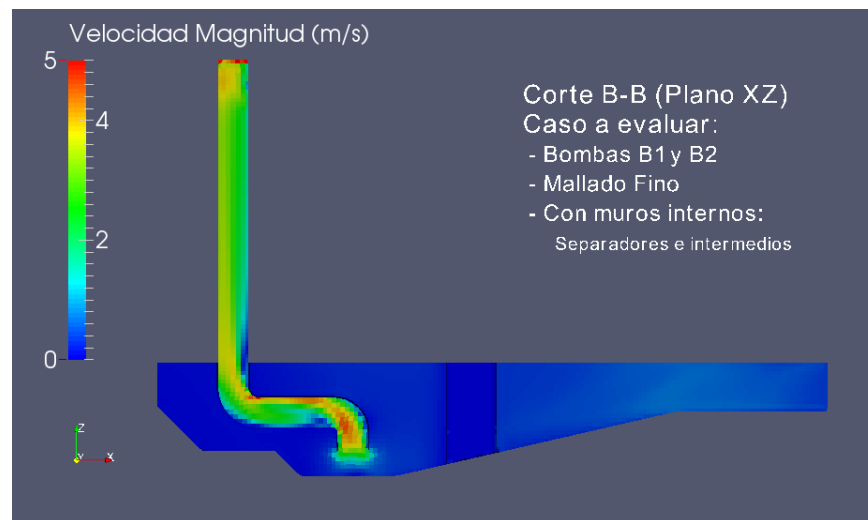 Velocidad Magnitud (m/s)
5
4
2
0
Corte B-B (Plano XZ)
Caso a evaluar:
- Bombas B1 y B2
- Mallado Fino
- Con muros internos:
Separadores e intermedios
Z
Y
X